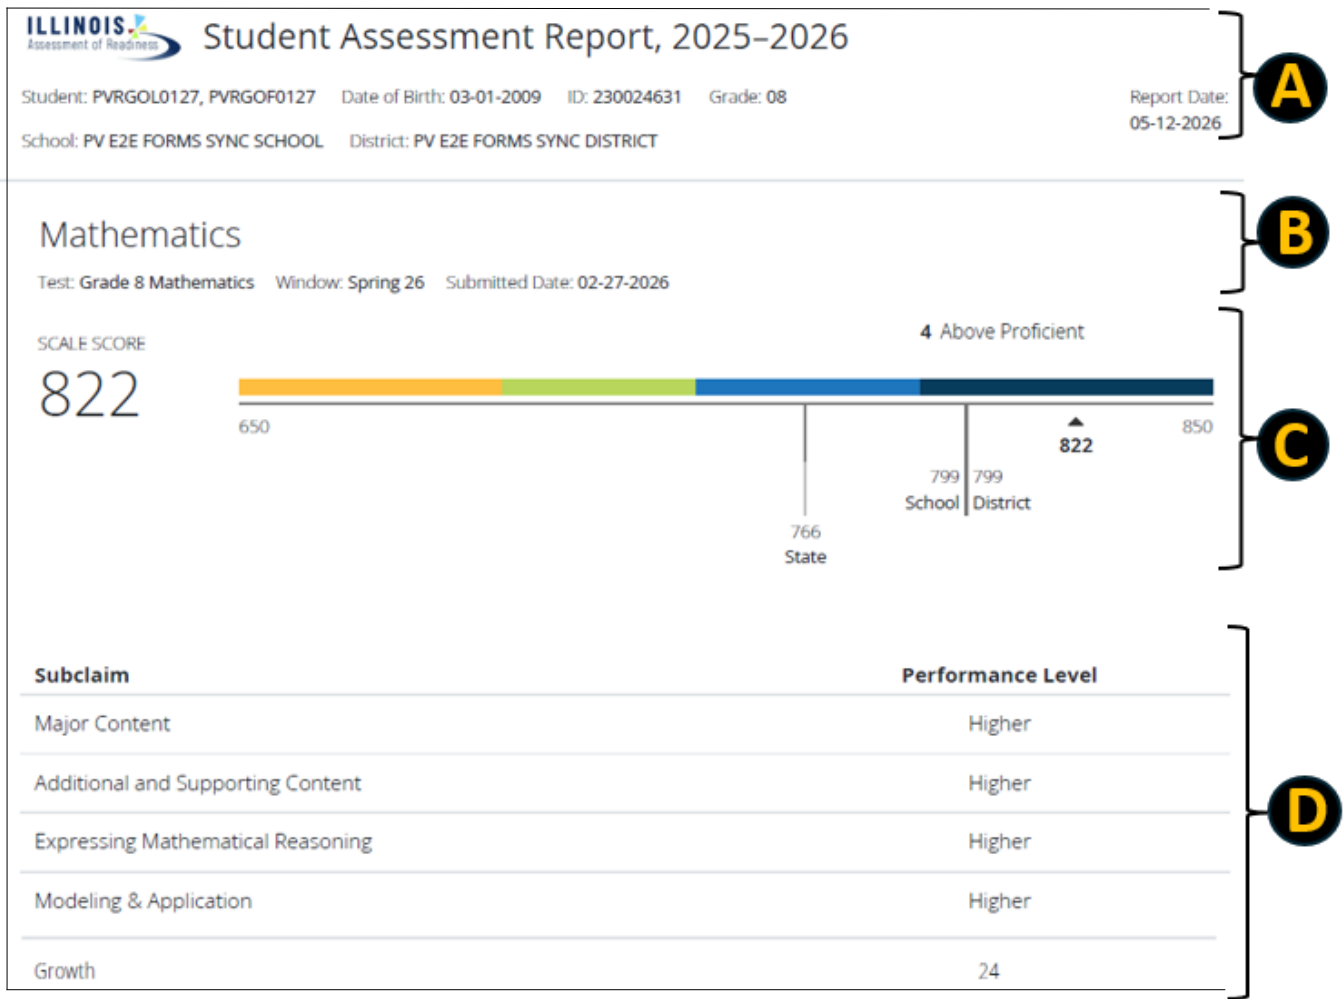 ILLINOIS
Assessment of Readiness
Student Assessment Report, 2025–2026
A
Student: PVRGOL0127, PVRGOF0127 Date of Birth: 03-01-2009 ID: 230024631 Grade: 08
Report Date:
05-12-2026
School: PV E2E FORMS SYNC SCHOOL District: PV E2E FORMS SYNC DISTRICT
B
Mathematics
Test: Grade 8 Mathematics Window: Spring 26 Submitted Date: 02-27-2026
C
4 Above Proficient
SCALE SCORE
822
650
850
822
799 799
School District
766
State
D
Subclaim Performance Level
Major Content Higher
Additional and Supporting Content Higher
Expressing Mathematical Reasoning Higher
Modeling & Application Higher
Growth 24